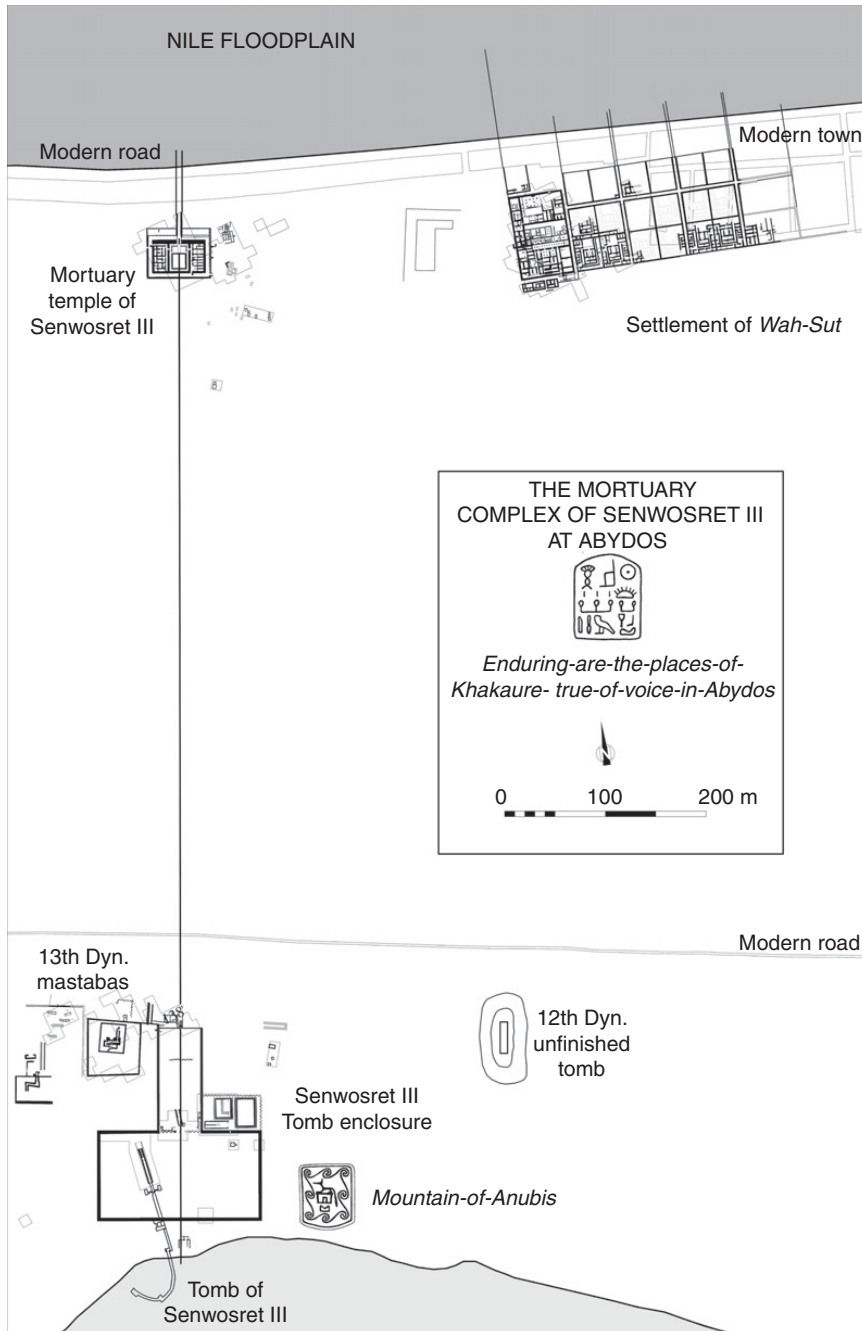 NILE FLOODPLAIN
Modern road
Modern town
Mortuary
temple of
Senwosret III
Settlement of Wah-Sut
THE MORTUARY
COMPLEX OF SENWOSRET III
AT ABYDOS
Enduring-are-the-places-of-
Khakaure- true-of-voice-in-Abydos
N
0 100 200 m
Modern road
13th Dyn.
mastabas
12th Dyn.
unfinished
tomb
Senwosret III
Tomb enclosure
Mountain-of-Anubis
Tomb of
Senwosret III